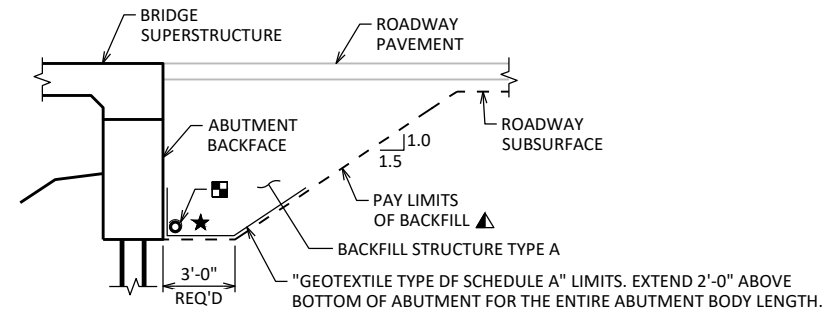 BRIDGE
SUPERSTRUCTURE
ROADWAY
PAVEMENT
ABUTMENT
BACKFACE
1.0
1.5
ROADWAY
SUBSURFACE
PAY LIMITS
OF BACKFILL
BACKFILL STRUCTURE TYPE A
3'-0"
REQ'D
"GEOTEXTILE TYPE DF SCHEDULE A" LIMITS. EXTEND 2'-0" ABOVE
BOTTOM OF ABUTMENT FOR THE ENTIRE ABUTMENT BODY LENGTH.